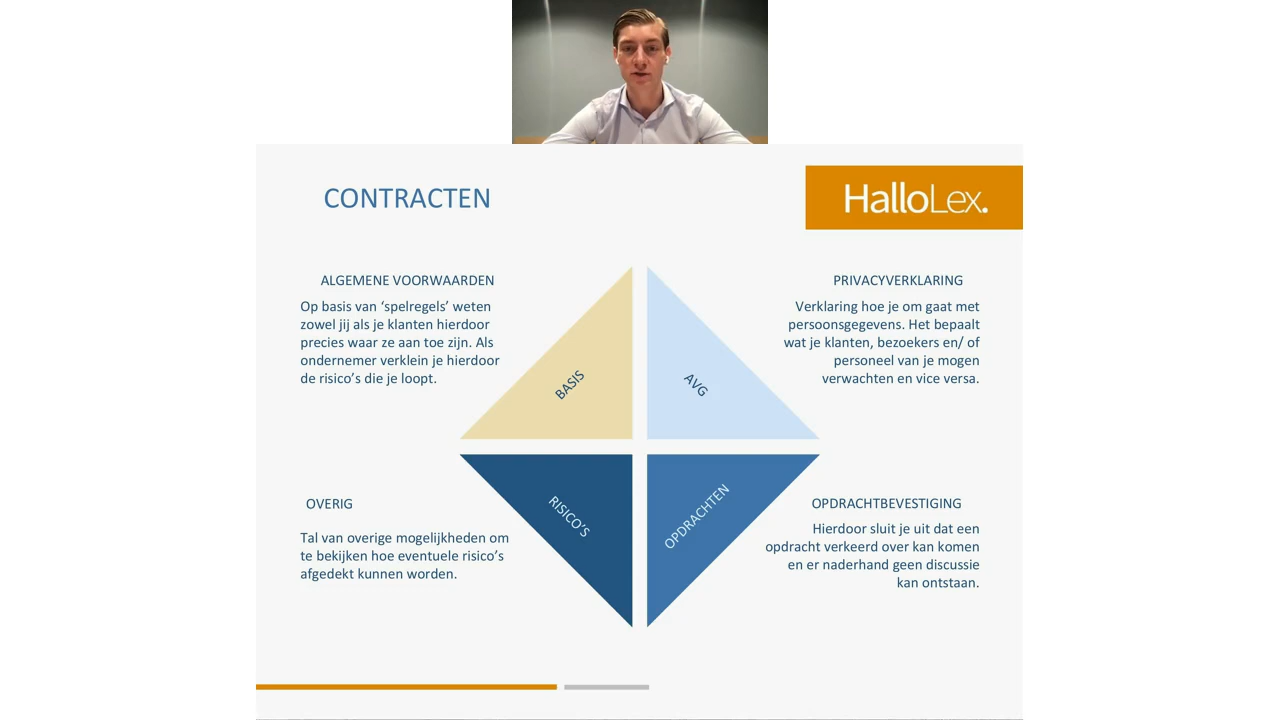 CONTRACTEN
HalloLex.
ALGEMENE VOORWAARDEN
Op basis van ‘spelregels’ weten
zowel jij als je klanten hierdoor
precies waar ze aan toe zijn. Als
ondernemer verklein je hierdoor
de risico’s die je loopt.
PRIVACYVERKLARING
Verklaring hoe je om gaat met
persoonsgegevens. Het bepaalt
wat je klanten, bezoekers en/ of
personeel van je mogen
verwachten en vice versa.
BASIS
AVG
RISICO’S
OPDRACHTEN
OVERIG
Tal van overige mogelijkheden om
te bekijken hoe eventuele risico’s
afgedekt kunnen worden.
OPDRACHTBEVESTIGING
Hierdoor sluit je uit dat een
opdracht verkeerd over kan komen
en er naderhand geen discussie
kan ontstaan.